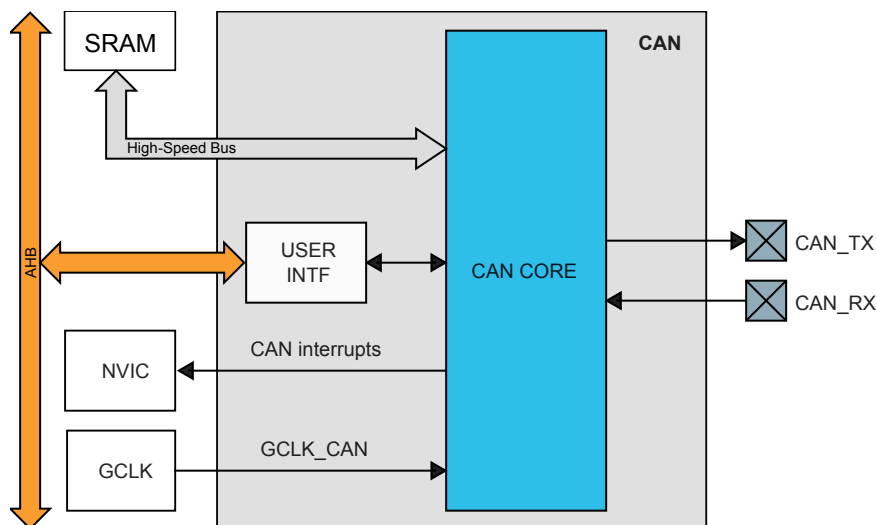 SRAM
CAN
High-Speed Bus
AHB
USER
INTF
CAN CORE
CAN_TX
CAN_RX
CAN interrupts
NVIC
GCLK_CAN
GCLK